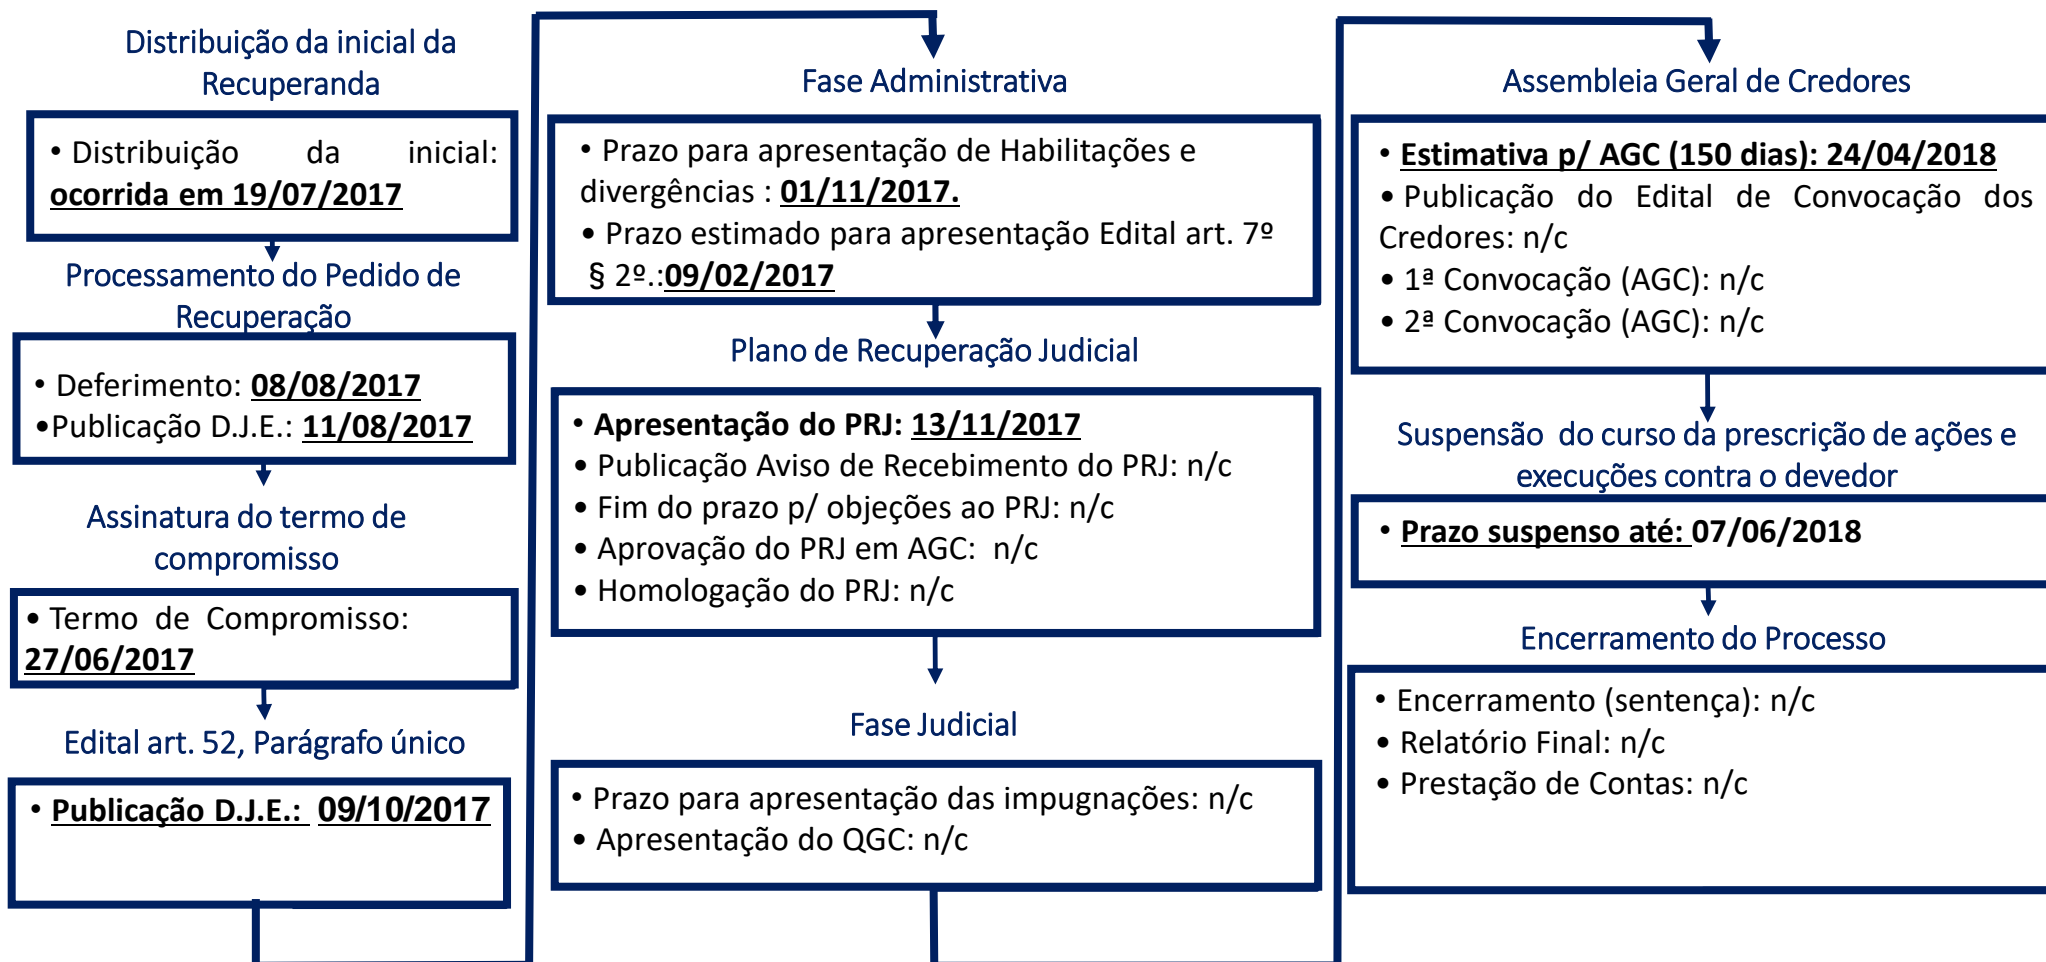 Distribuição da inicial da
Recuperanda
• Distribuição da inicial:
ocorrida em 19/07/2017
Processamento do Pedido de
Recuperação
• Deferimento: 08/08/2017
•Publicação D.J.E.: 11/08/2017
Assinatura do termo de
compromisso
• Termo de Compromisso:
27/06/2017
Edital art. 52, Parágrafo único
• Publicação D.J.E.: 09/10/2017
Fase Administrativa
• Prazo para apresentação de Habilitações e
divergências : 01/11/2017.
• Prazo estimado para apresentação Edital art. 7º
§ 2º.:09/02/2017
Plano de Recuperação Judicial
• Apresentação do PRJ: 13/11/2017
• Publicação Aviso de Recebimento do PRJ: n/c
• Fim do prazo p/ objeções ao PRJ: n/c
• Aprovação do PRJ em AGC: n/c
• Homologação do PRJ: n/c
Fase Judicial
• Prazo para apresentação das impugnações: n/c
• Apresentação do QGC: n/c
Assembleia Geral de Credores
• Estimativa p/ AGC (150 dias): 24/04/2018
• Publicação do Edital de Convocação dos
Credores: n/c
• 1ª Convocação (AGC): n/c
• 2ª Convocação (AGC): n/c
Suspensão do curso da prescrição de ações e
execuções contra o devedor
• Prazo suspenso até: 07/06/2018
Encerramento do Processo
• Encerramento (sentença): n/c
• Relatório Final: n/c
• Prestação de Contas: n/c